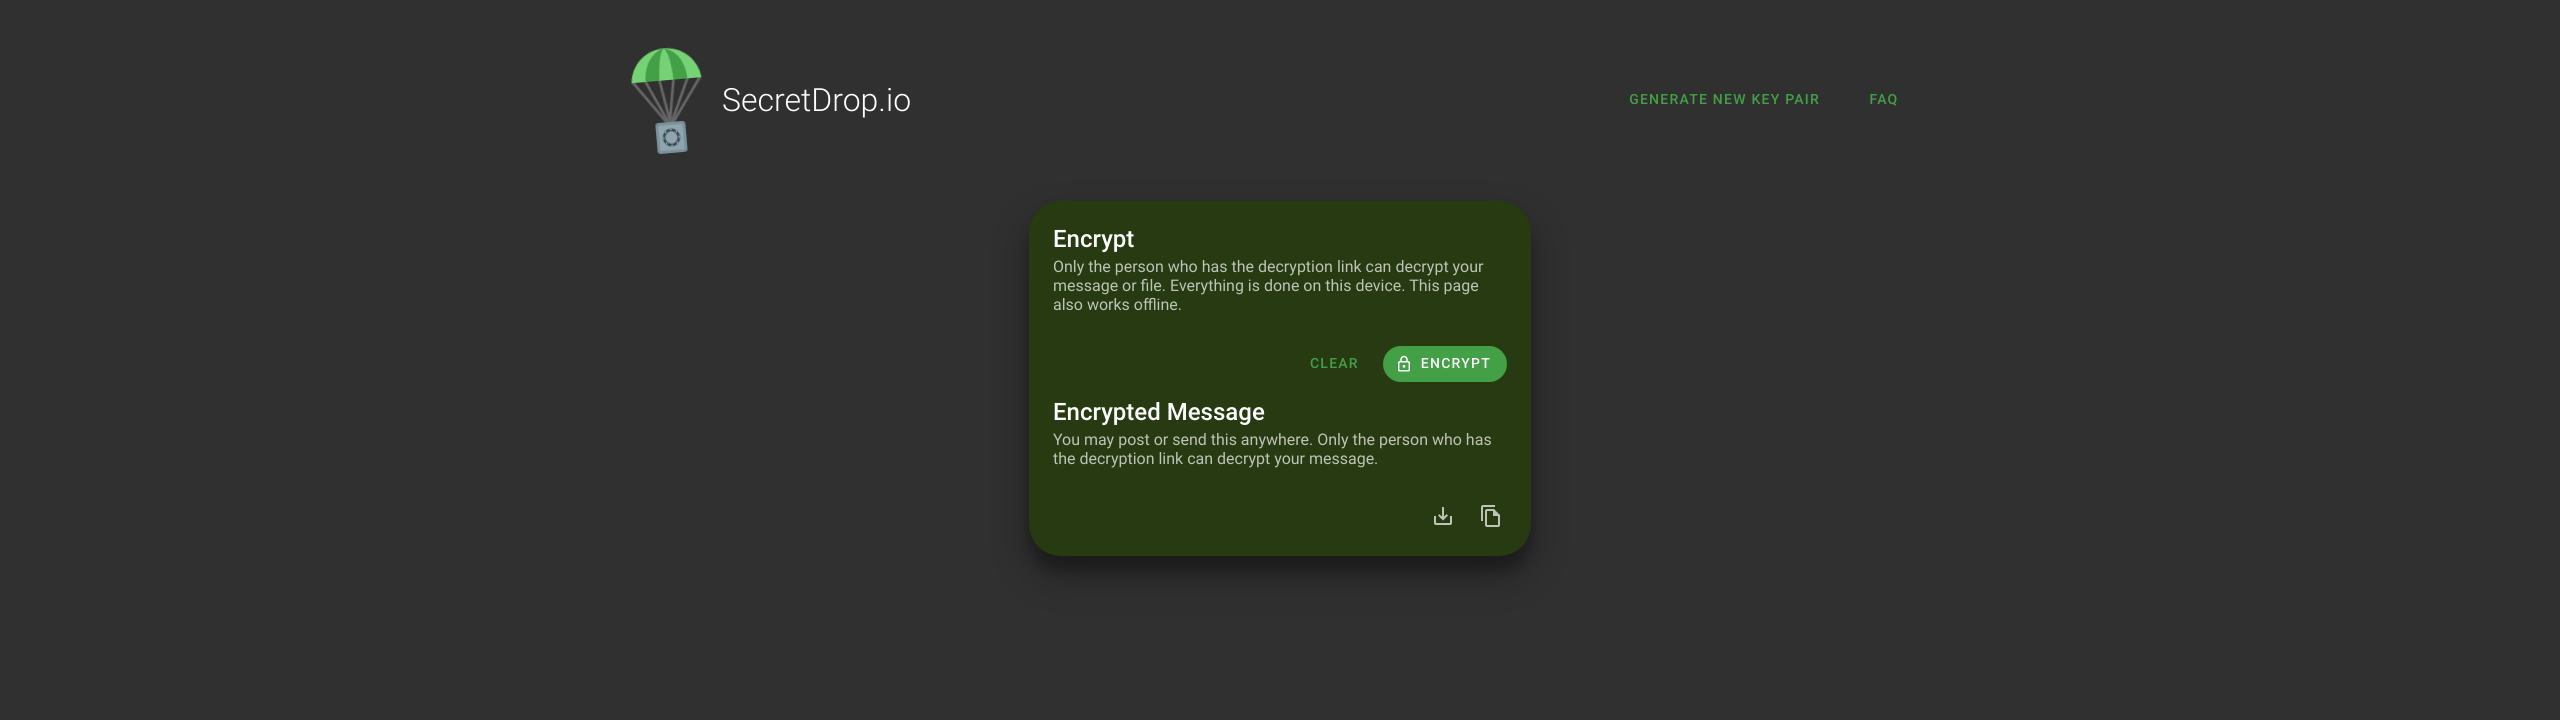 SecretDrop.io
GENERATE NEW KEY PAIR
FAQ
Encrypt
Only the person who has the decryption link can decrypt your
message or file. Everything is done on this device. This page
also works offline.
CLEAR
ENCRYPT
Encrypted Message
You may post or send this anywhere. Only the person who has
the decryption link can decrypt your message.